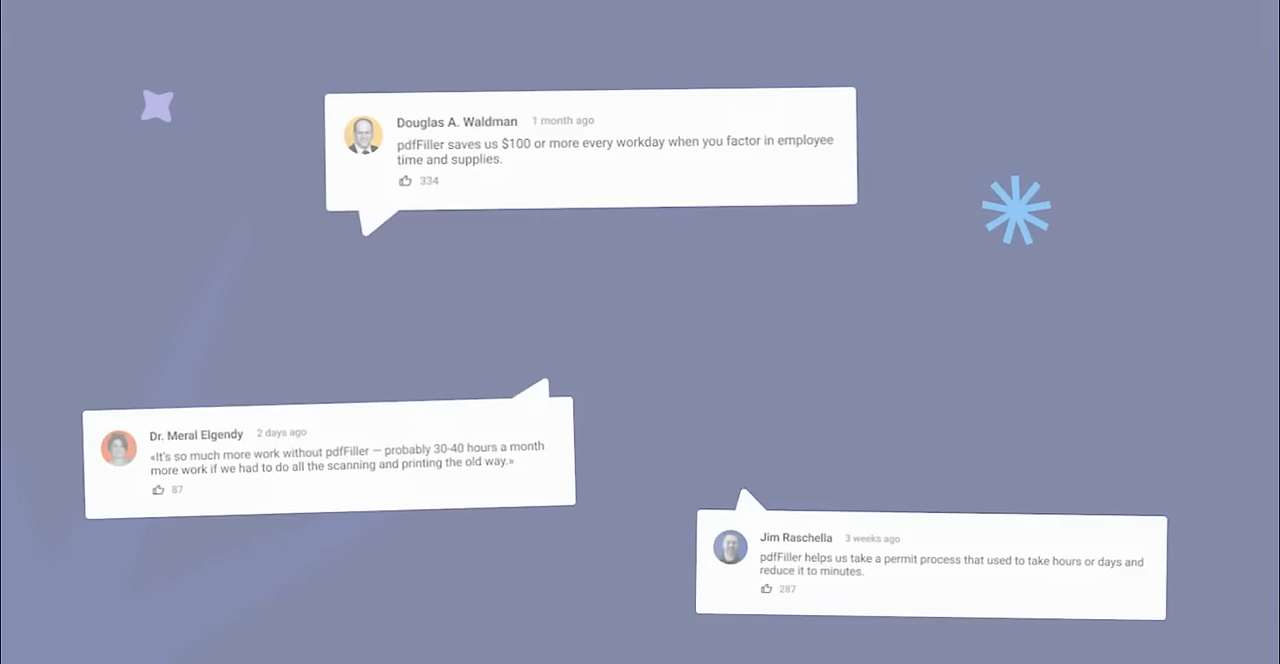 Douglas A. Waldman 1 month ago
pdfFiller saves us $100 or more every workday when you factor in employee
time and supplies.
334
Dr. Meral Elgendy 2 days ago
«It's so much more work without pdfFiller — probably 30-40 hours a month
more work if we had to do all the scanning and printing the old way.»
87
Jim Raschella 3 weeks ago
pdfFiller helps us take a permit process that used to take hours or days and
reduce it to minutes.
287